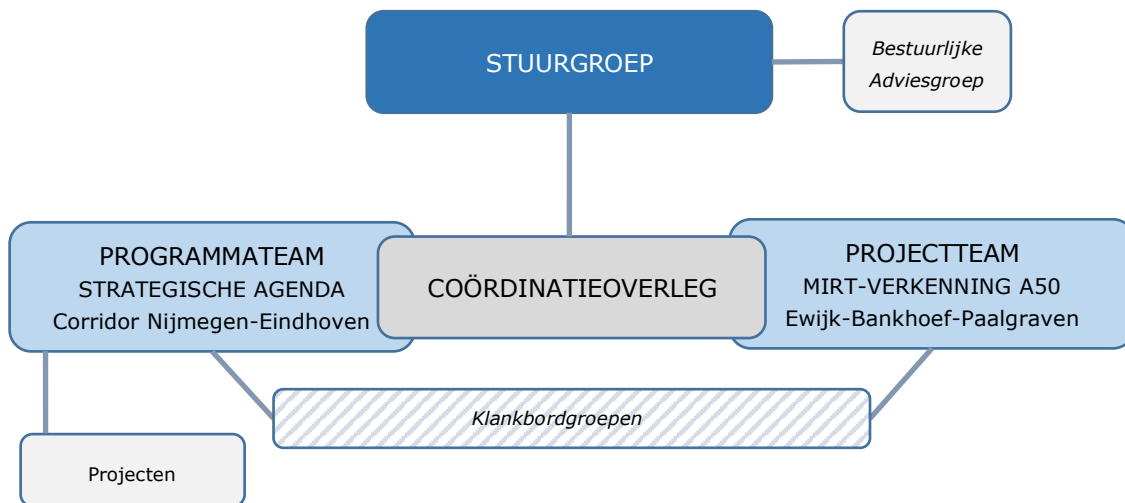 STUURGROEP
Bestuurlijke
Adviesgroep
PROGRAMMATEAM
STRATEGISCHE AGENDA
Corridor Nijmegen-Eindhoven
COÖRDINATIEOVERLEG
PROJECTTEAM
MIRT-VERKENNING A50
Ewijk-Bankhoef-Paalgraven
Klankbordgroepen
Projecten